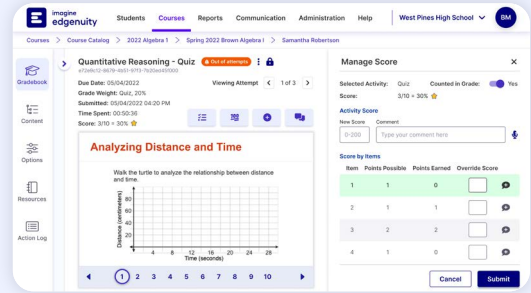 imagine
edgenuity
Students Courses Reports Communication Administration Help West Pines High School BM
Courses > Course Catalog > 2022 Algebra 1 > Spring 2022 Brown Algebra I > Samantha Robertson
Gradebook
Content
Options
Resources
Action Log
Quantitative Reasoning - Quiz Out of attempts
Due Date: 05/04/2022
Viewing Attempt < 1 of 3 >
Grade Weight: Quiz, 20%
Submitted: 05/04/2022 04:20 PM
Time Spent: 00:50:36
Score: 3/10 = 30%
Analyzing Distance and Time
Walk the turtle to analyze the relationship between distance
and time.
Distance (centimeters)
80
60
40
20
4 8 12 16 20 24 28
Time (seconds)
1 2 3 4 5 6 7 8 9 10
Manage Score
Selected Activity: Quiz Counted in Grade: Yes
Score: 3/10 = 30%
Activity Score
New Score Comment
0-200 Type your comment here
Score by Items
Item Points Possible Points Earned Override Score
1 1 0
2 1 1
3 2 2
4 1 0
Cancel Submit